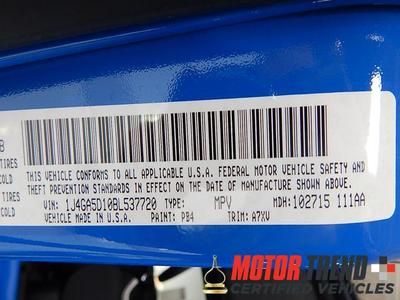 B
TIRES
COLD
TIRES
COLD
THIS VEHICLE CONFORMS TO ALL APPLICABLE U.S.A. FEDERAL MOTOR VEHICLE SAFETY AND
THEFT PREVENTION STANDARDS IN EFFECT ON THE DATE OF MANUFACTURE SHOWN ABOVE.
VIN: 1J4GA5D10BL537720 TYPE: MPV MDH: 102715 111AA
MADE IN U.S.A. PAINT: PB4 TRIM: A7XV
MOTOR TREND
CERTIFIED VEHICLES